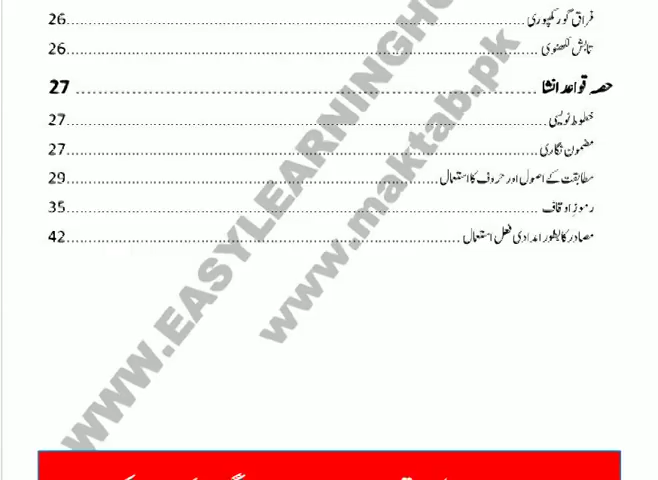 فراق گورکھپوری 26
تابش لکھنوی 26
حصہ قواعد انشا 27
خطوط نویسی 27
مضمون نگاری 27
مطابقت کے اصول اور حروف کا استعمال 29
رموز اوقاف 35
مصادر کا بطور امدادی فعل استعمال 42
WWW.EASYLEARNINGHO
www.maktab.pk